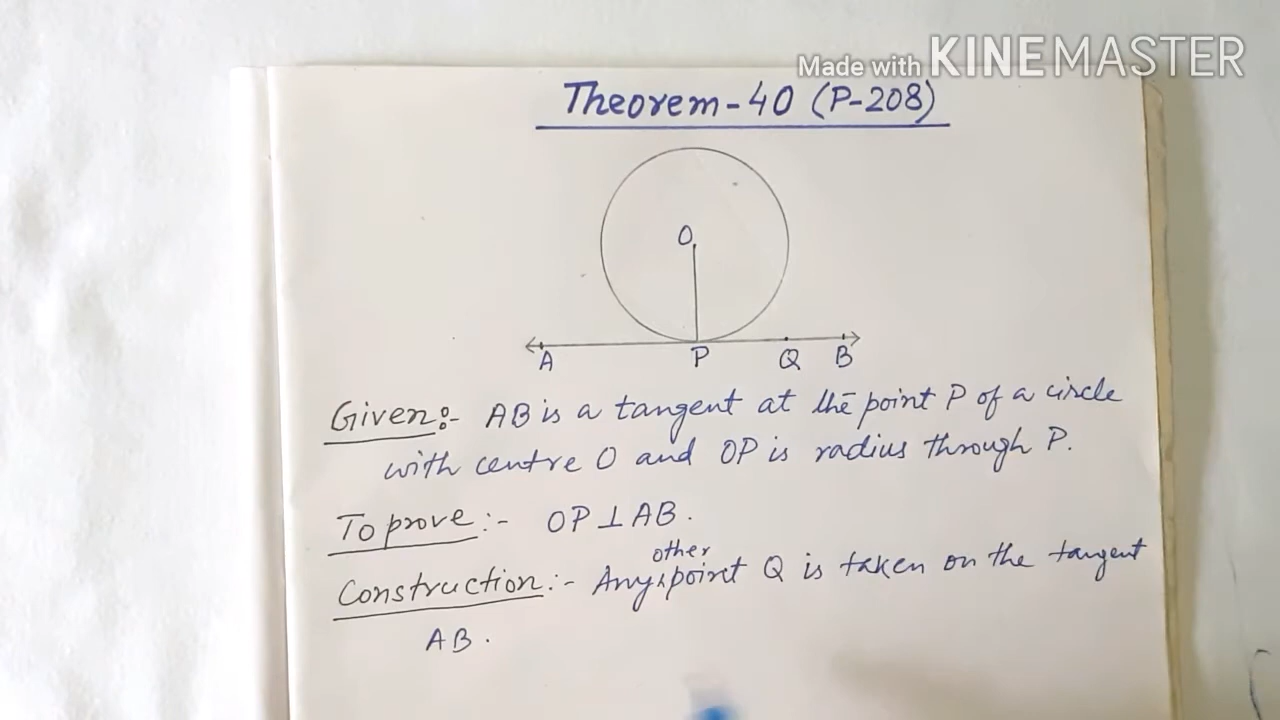 Made with KINEMASTER
Theorem-40 (P-208)
O
A P Q B
Given:- AB is a tangent at the point P of a circle
with centre O and OP is radius through P.
To prove:- OP⊥AB.
other
Construction:- Any point Q is taken on the tangent
AB.